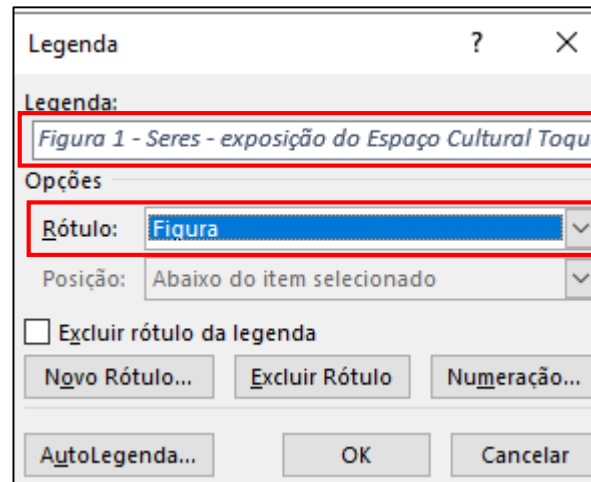 Legenda ? X
Legenda:
Figura 1 - Seres - exposição do Espaço Cultural Toqu
Opções
Rótulo: Figura
Posição: Abaixo do item selecionado
Excluir rótulo da legenda
Novo Rótulo... Excluir Rótulo Numeração...
AutoLegenda... OK Cancelar